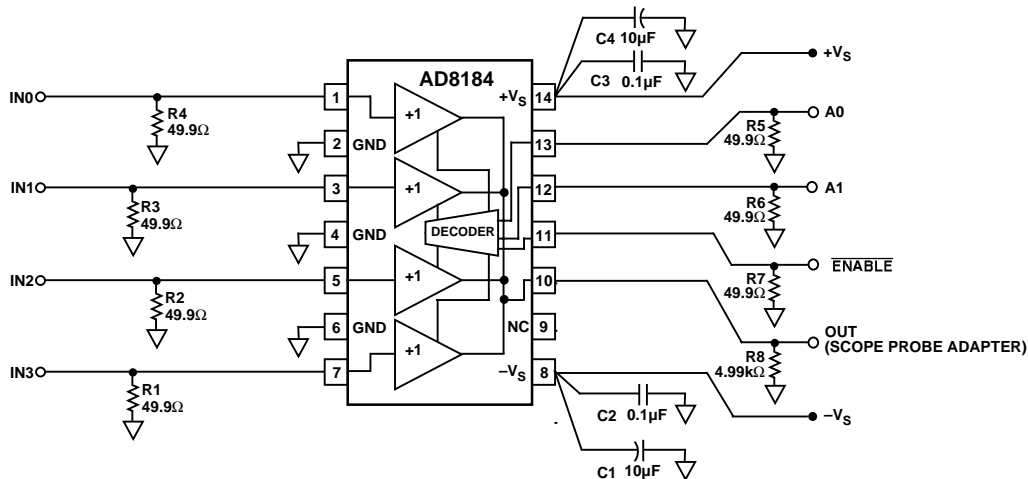 C4 10µF
+VS
AD8184
C3 0.1µF
IN0
1
+VS
14
R4
49.9Ω
+1
A0
R5
49.9Ω
2
GND
13
IN1
3
+1
12
A1
R3
49.9Ω
R6
49.9Ω
DECODER
4
GND
11
ENABLE
IN2
5
+1
10
R7
49.9Ω
R2
49.9Ω
6
GND
NC
9
OUT
(SCOPE PROBE ADAPTER)
+1
R8
4.99kΩ
IN3
7
–VS
8
R1
49.9Ω
C2 0.1µF
–VS
C1 10µF